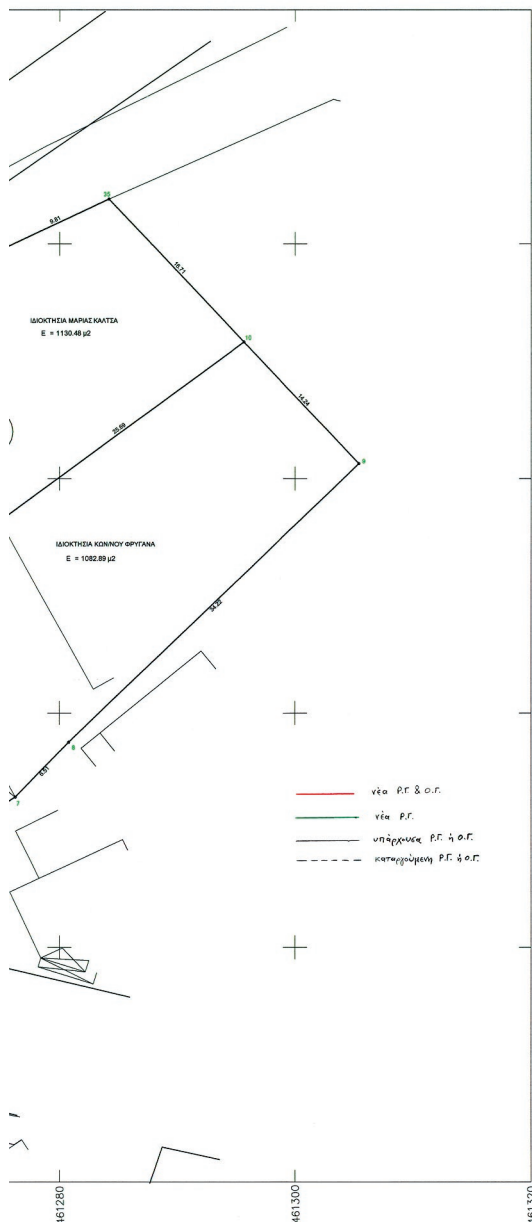 35
9.81
16.71
ΙΔΙΟΚΤΗΣΙΑ ΜΑΡΙΑΣ ΚΑΛΤΣΑ
Ε = 1130.48 μ2
10
25.69
14.24
9
ΙΔΙΟΚΤΗΣΙΑ ΚΩΝ/ΝΟΥ ΦΡΥΓΑΝΑ
Ε = 1082.89 μ2
34.22
8
6.51
7
νέα Ρ.Γ. & Ο.Γ.
νέα Ρ.Γ.
υπάρχουσα Ρ.Γ. ή Ο.Γ.
καταργούμενη Ρ.Γ. ή Ο.Γ.
461280
461300
461320